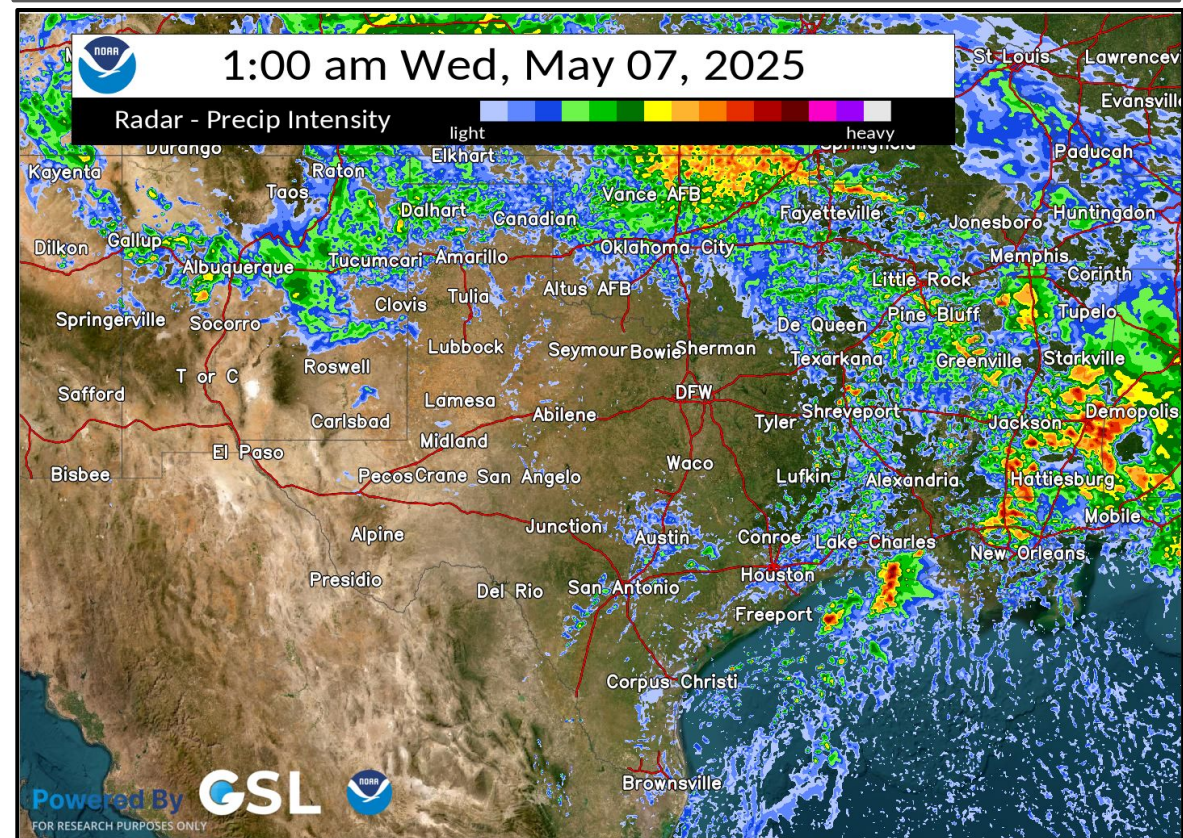 NOAA
1:00 am Wed, May 07, 2025
Radar - Precip Intensity
light
heavy
St Louis
Lawrencevi
Evansville
Durango
Elkhart
Springfield
Paducah
Kayenta
Raton
Taos
Vance AFB
Dalhart
Canadian
Fayetteville
Jonesboro
Huntingdon
Dilkon
Gallup
Oklahoma City
Albuquerque
Tucumcari
Amarillo
Memphis
Corinth
Little Rock
Altus AFB
Tulia
Clovis
Springerville
Socorro
De Queen
Pine Bluff
Tupelo
Lubbock
Seymour
Bowie
Sherman
Texarkana
Greenville
Starkville
Roswell
T or C
Safford
Lamesa
DFW
Carlsbad
Abilene
Tyler
Shreveport
Jackson
Demopolis
Midland
El Paso
Bisbee
Pecos
Crane
San Angelo
Waco
Lufkin
Alexandria
Hattiesburg
Mobile
Alpine
Junction
Austin
Conroe
Lake Charles
New Orleans
Presidio
Del Rio
San Antonio
Houston
Freeport
Corpus Christi
Brownsville
Powered By
GSL
NOAA
FOR RESEARCH PURPOSES ONLY